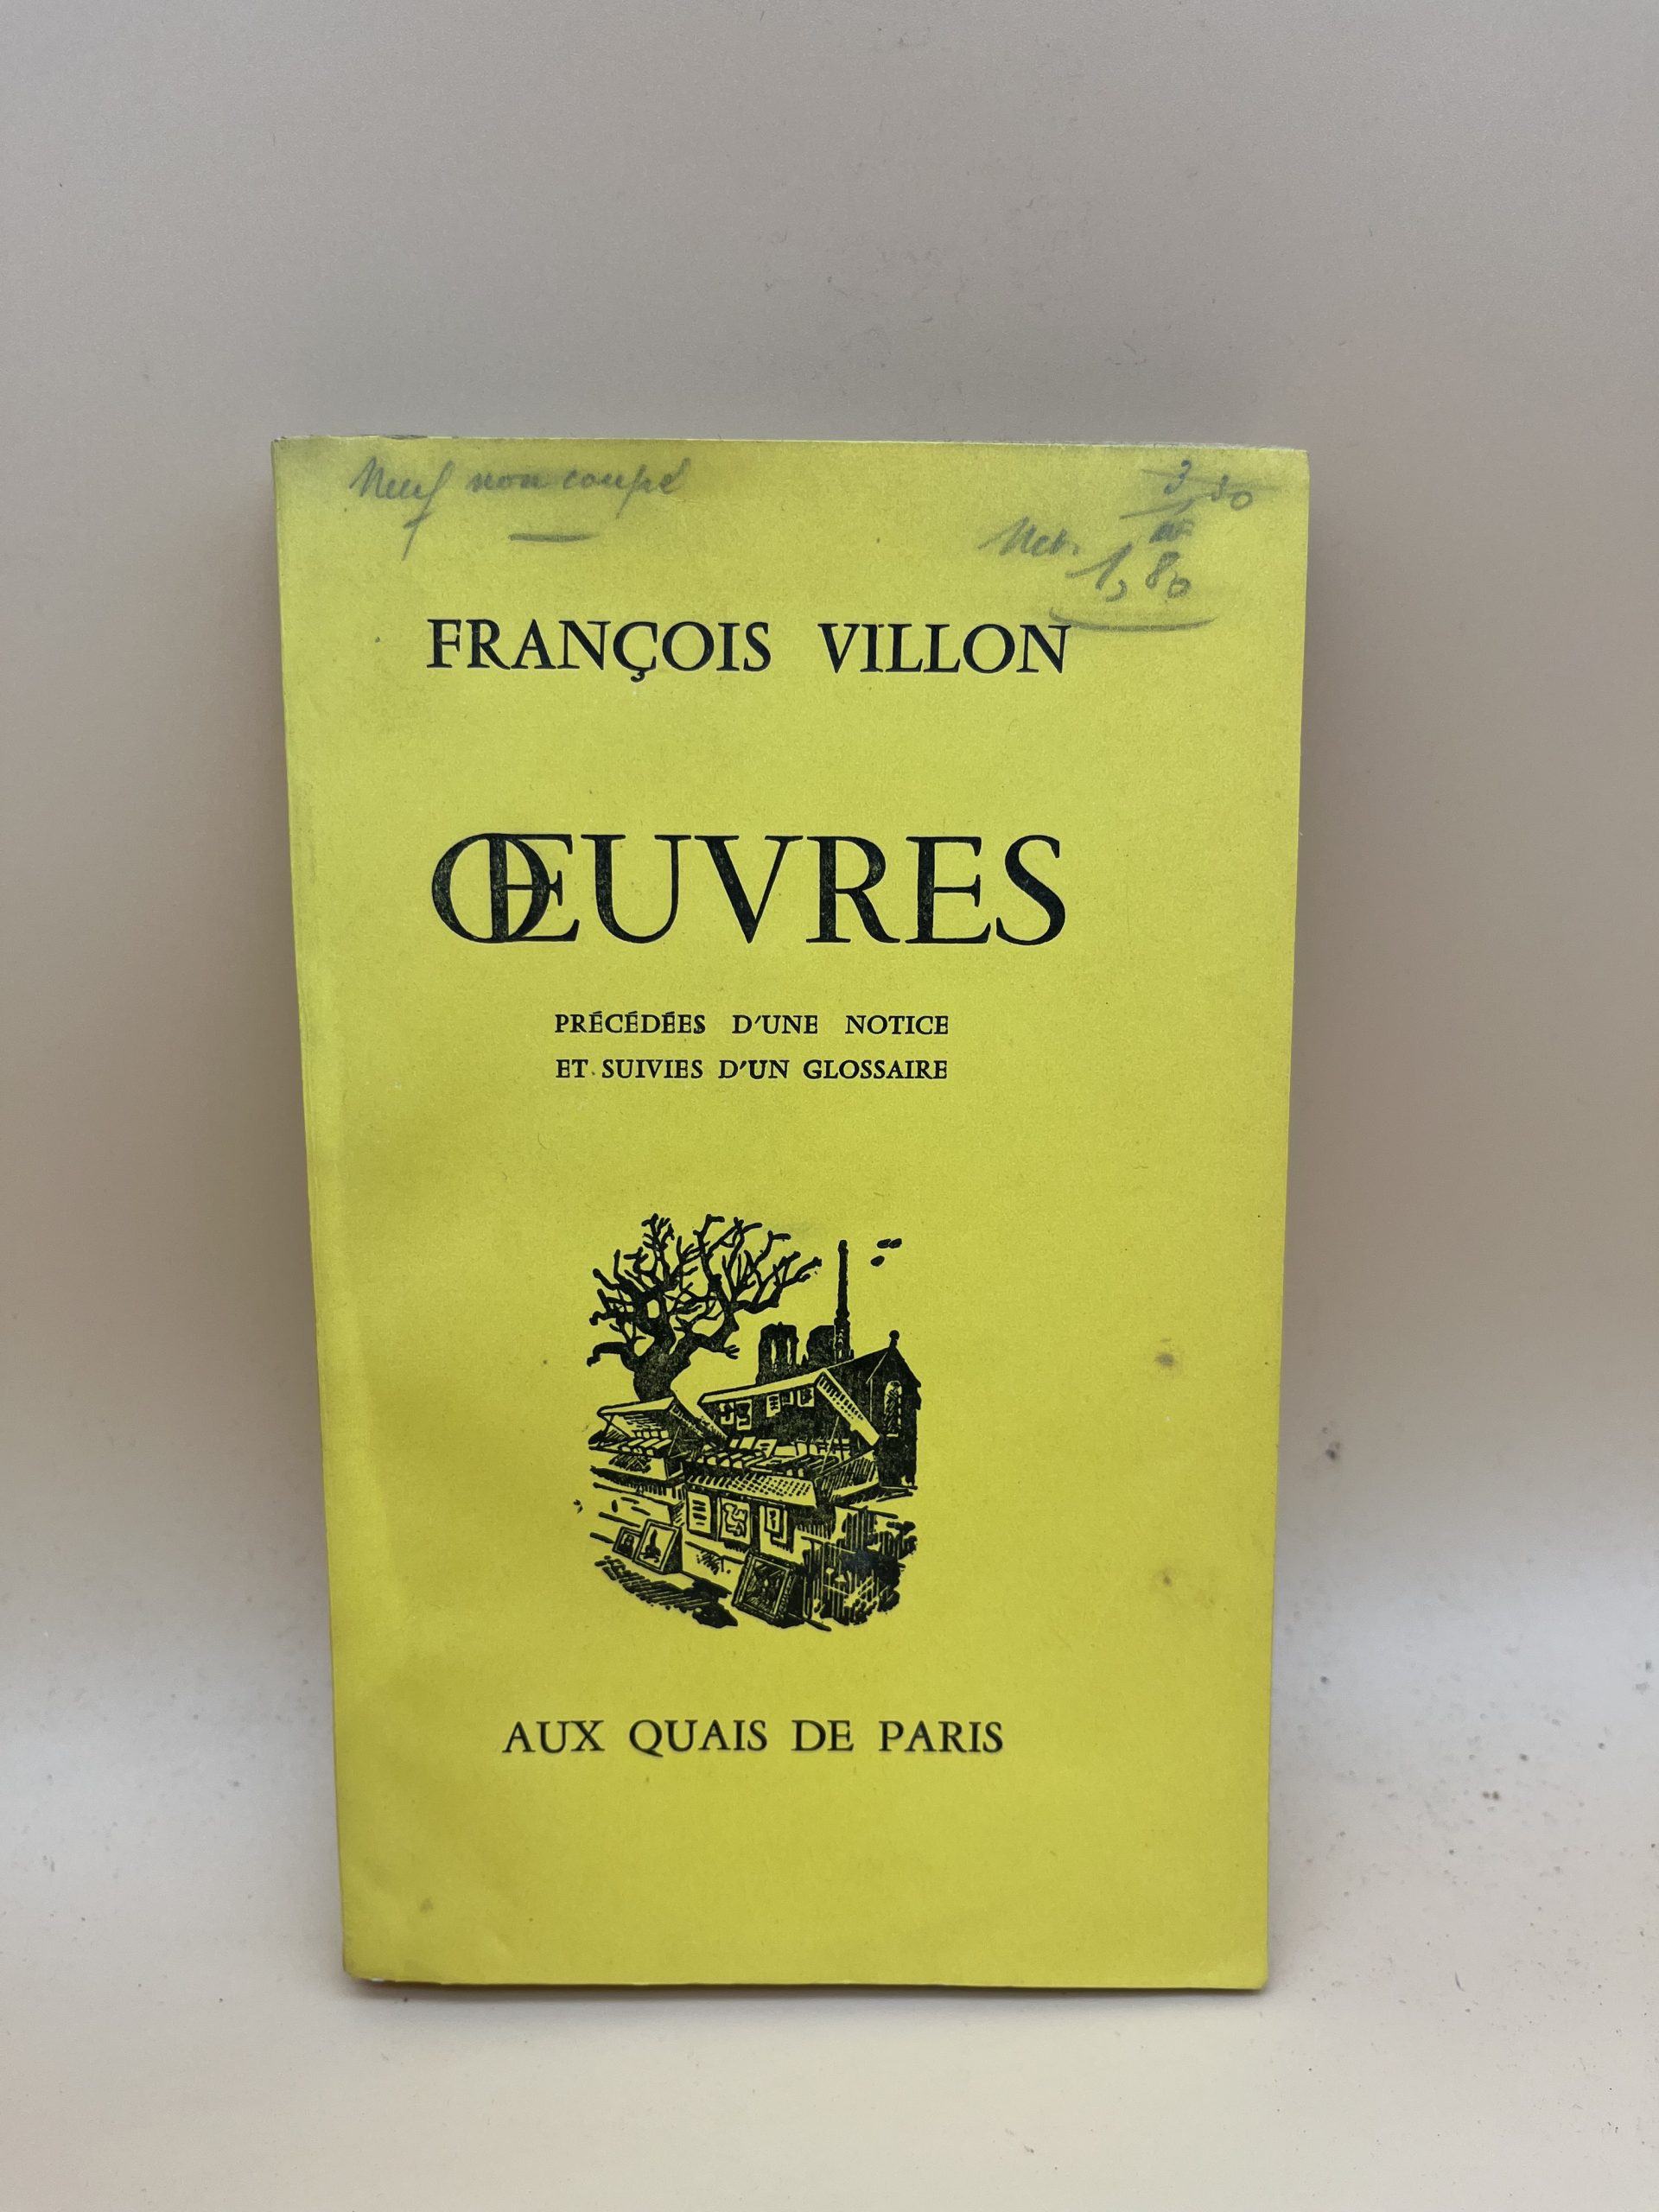 Neuf non coupé
3 50
Net. 1,80
FRANÇOIS VILLON
ŒUVRES
PRÉCÉDÉES D'UNE NOTICE
ET SUIVIES D'UN GLOSSAIRE
AUX QUAIS DE PARIS